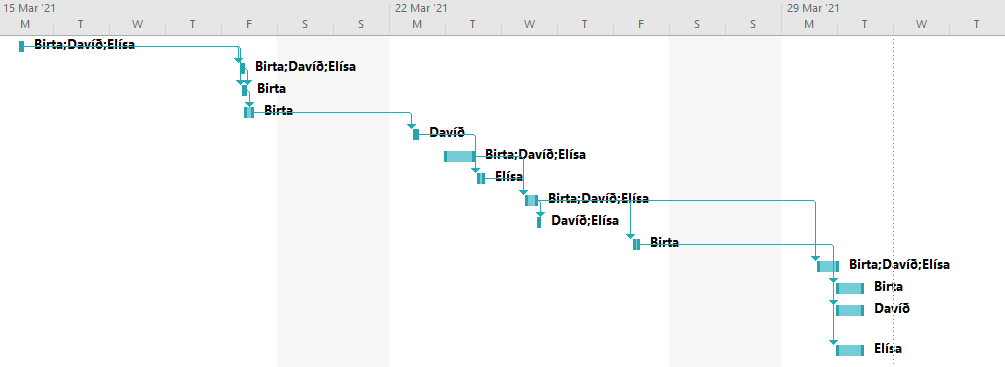 15 Mar '21 22 Mar '21 29 Mar '21
M T W T F S S M T W T F S S M T W T
Birta;Davíð;Elísa
Birta;Davíð;Elísa
Birta
Birta
Davíð
Birta;Davíð;Elísa
Elísa
Birta;Davíð;Elísa
Davíð;Elísa
Birta
Birta;Davíð;Elísa
Birta
Davíð
Elísa